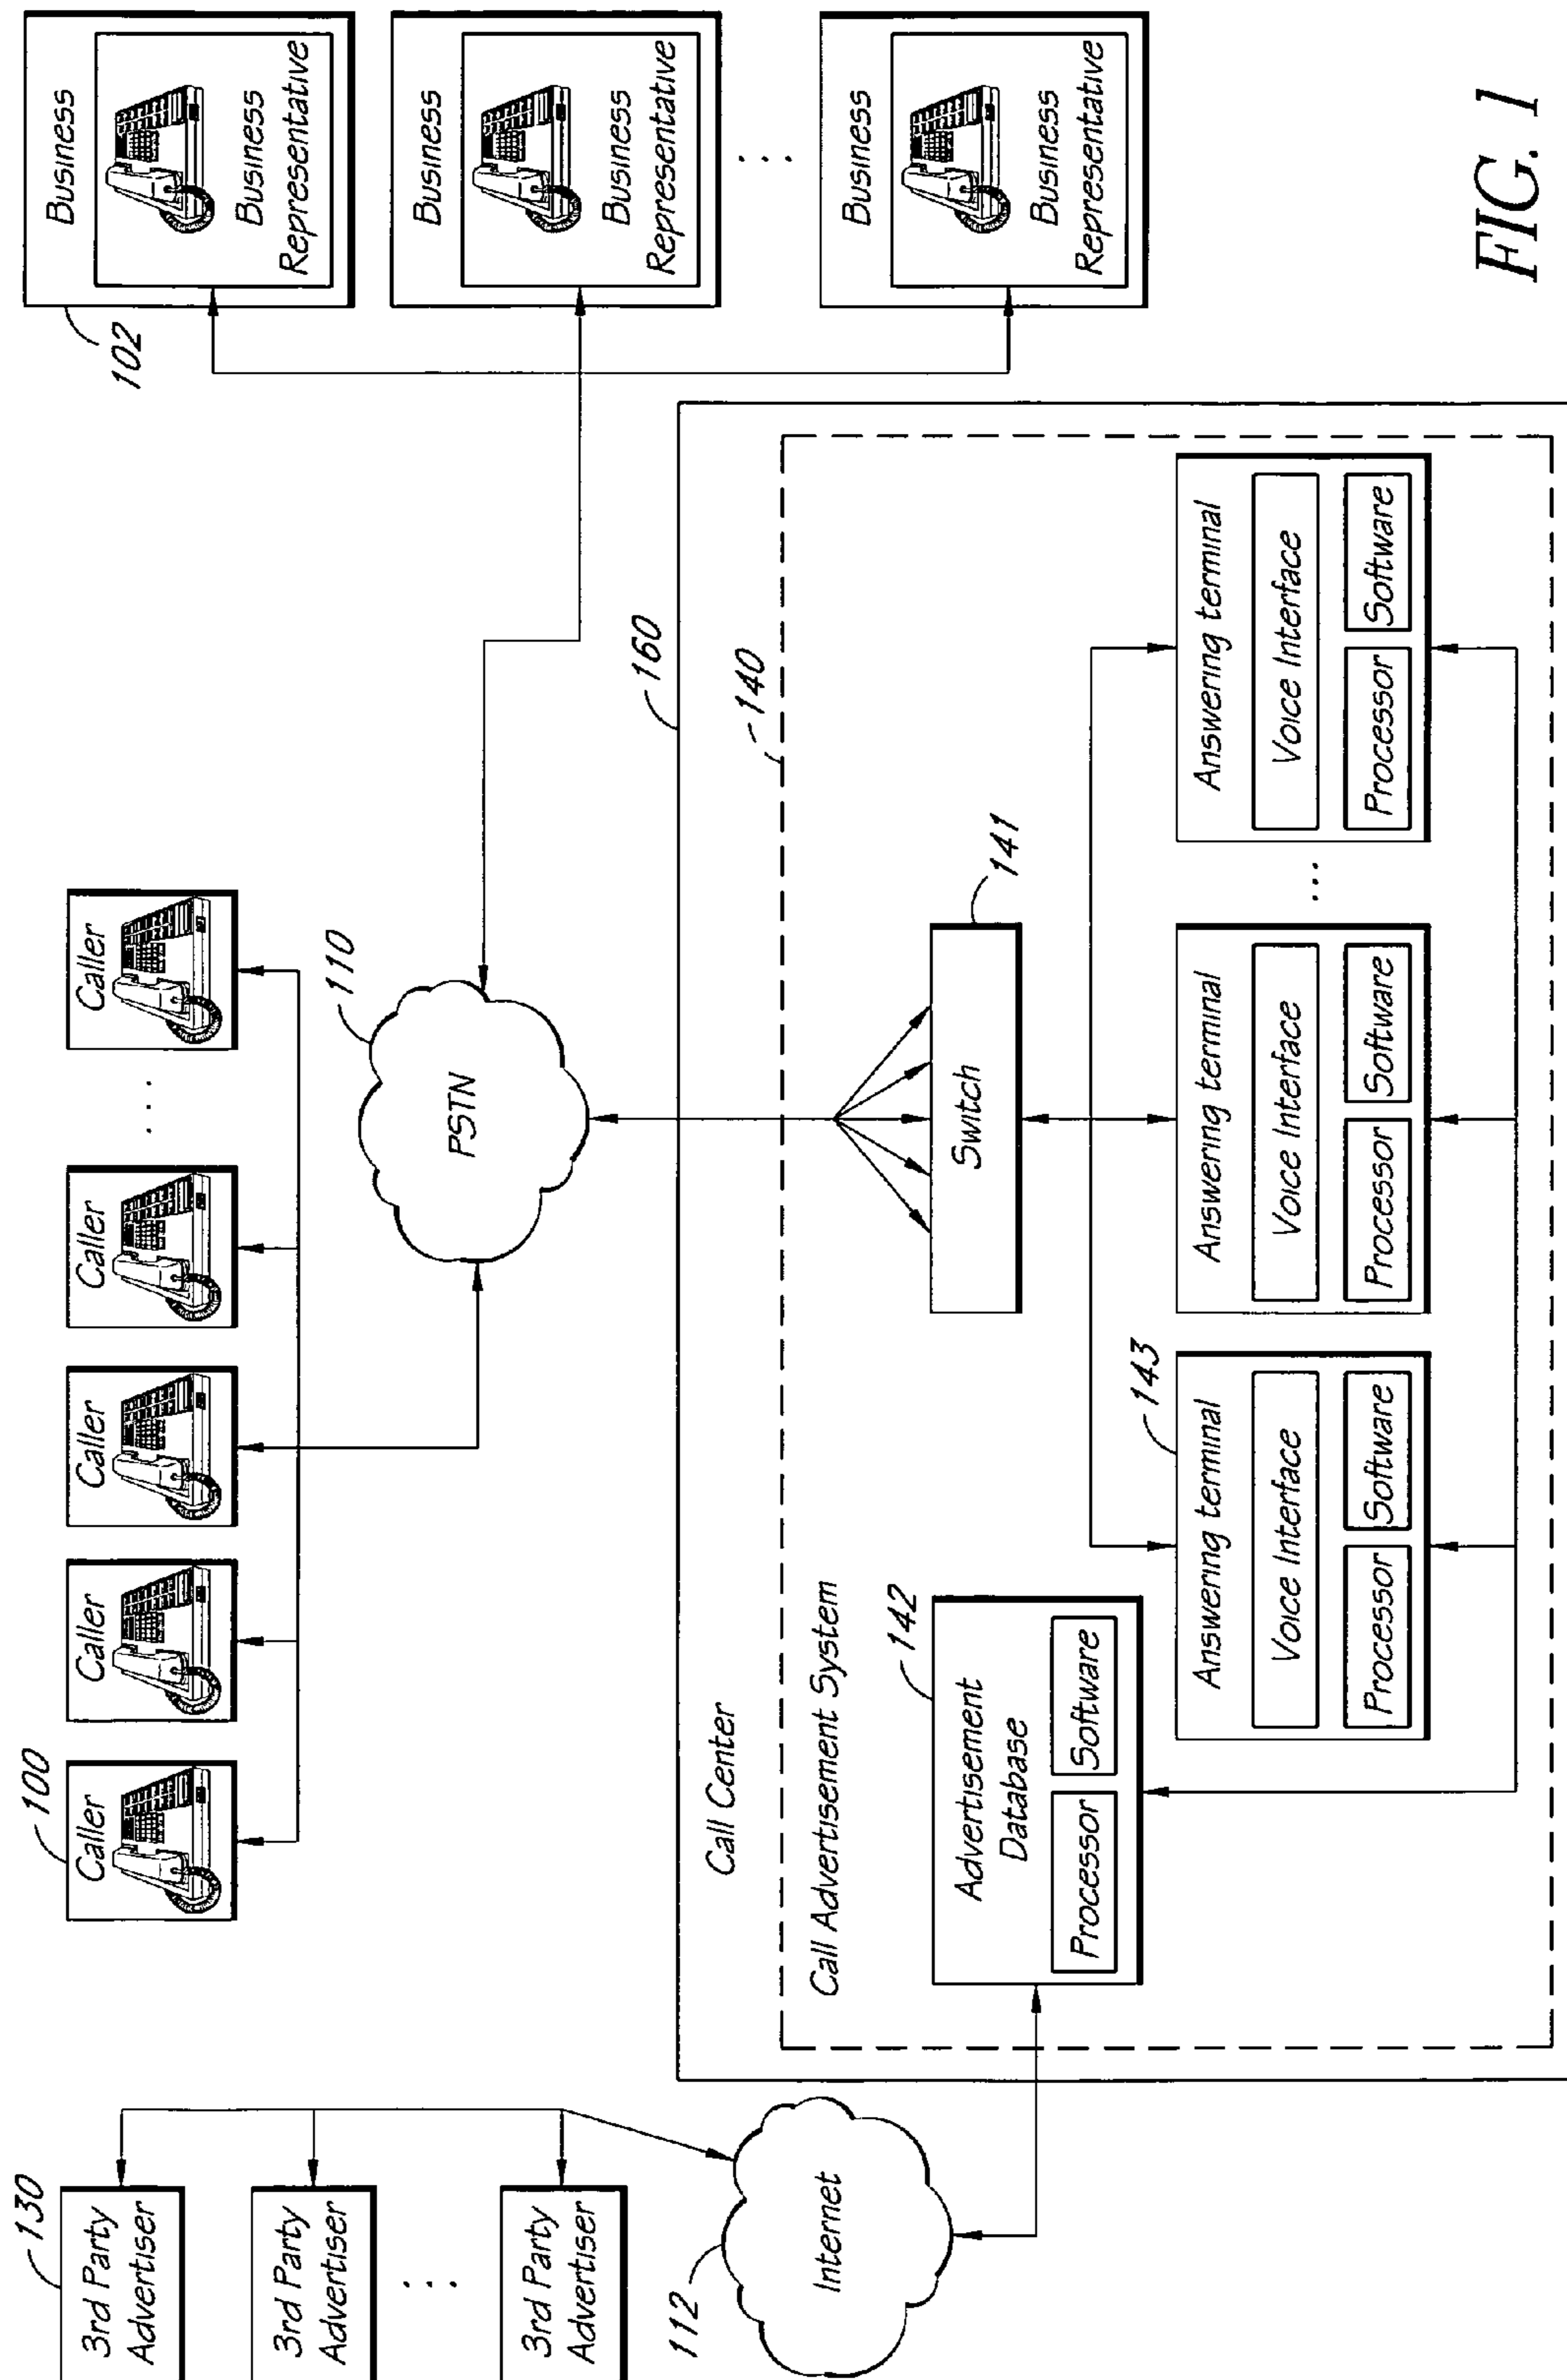 130
3rd Party
Advertiser
3rd Party
Advertiser
...
3rd Party
Advertiser
112
Internet
100
Caller
Caller
Caller
Caller
...
Caller
110
PSTN
102
Business
Business
Representative
Business
Business
Representative
...
Business
Business
Representative
160
Call Center
140
Call Advertisement System
142
Advertisement
Database
Processor
Software
141
Switch
143
Answering terminal
Voice Interface
Processor
Software
Answering terminal
Voice Interface
Processor
Software
...
Answering terminal
Voice Interface
Processor
Software
FIG. 1